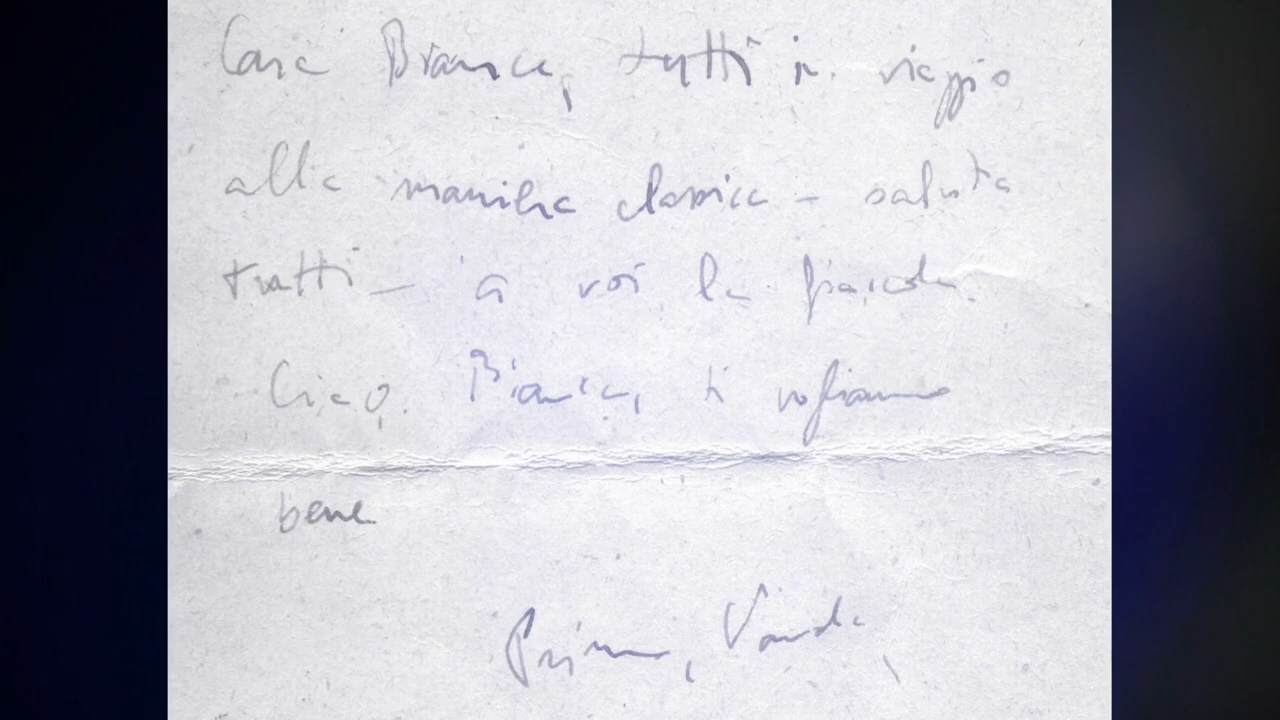 Cara Bianca, tutti in viaggio
alla maniera classica - saluta
tutti - a voi la fiaccola.
Ciao. Bianca, ti vogliamo
bene
Primo, Vanda